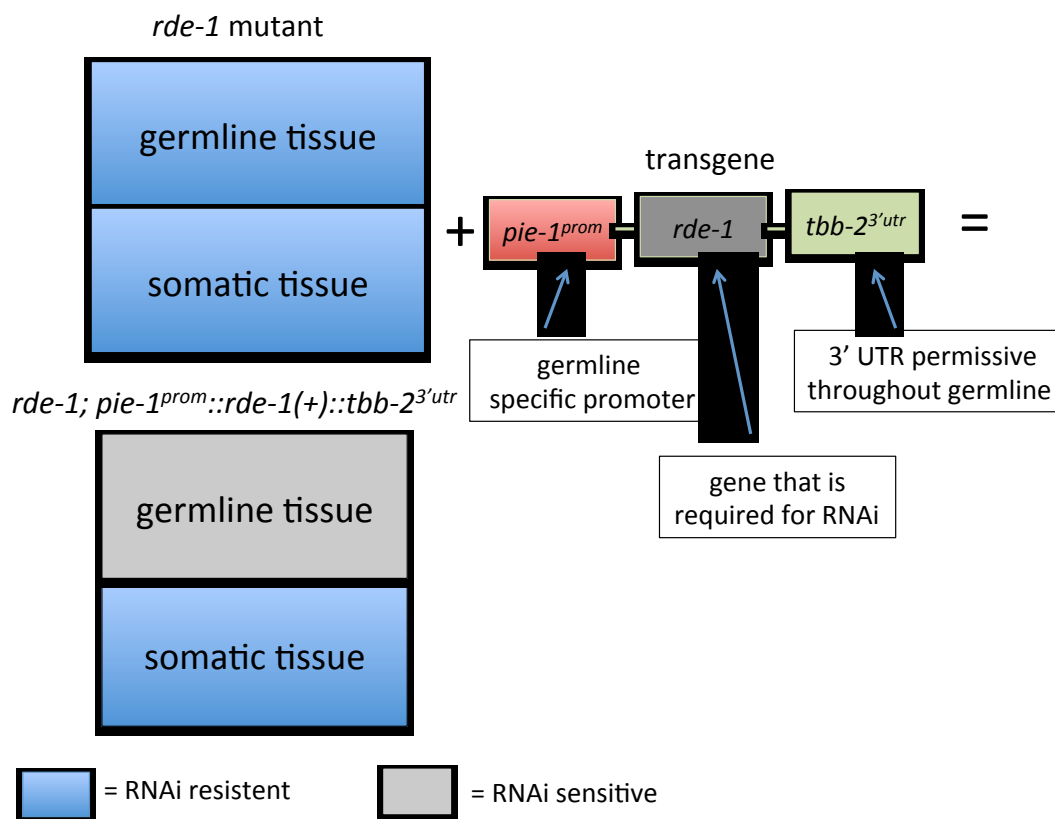 rde-1 mutant
germline tissue
somatic tissue
+
transgene
pie-1prom
rde-1
tbb-23'utr
=
germline
specific promoter
3' UTR permissive
throughout germline
gene that is
required for RNAi
rde-1; pie-1prom::rde-1(+)::tbb-23'utr
germline tissue
somatic tissue
= RNAi resistent
= RNAi sensitive